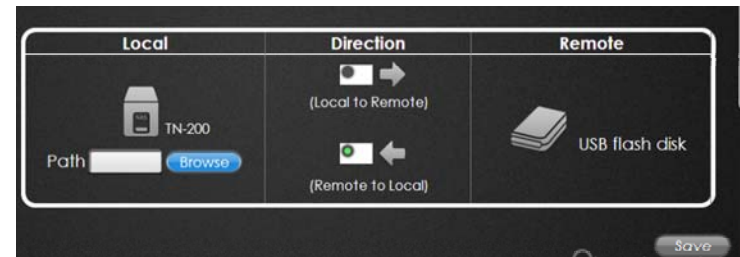 Local Direction Remote
(Local to Remote)
TN-200
Path Browse
USB flash disk
(Remote to Local)
Save